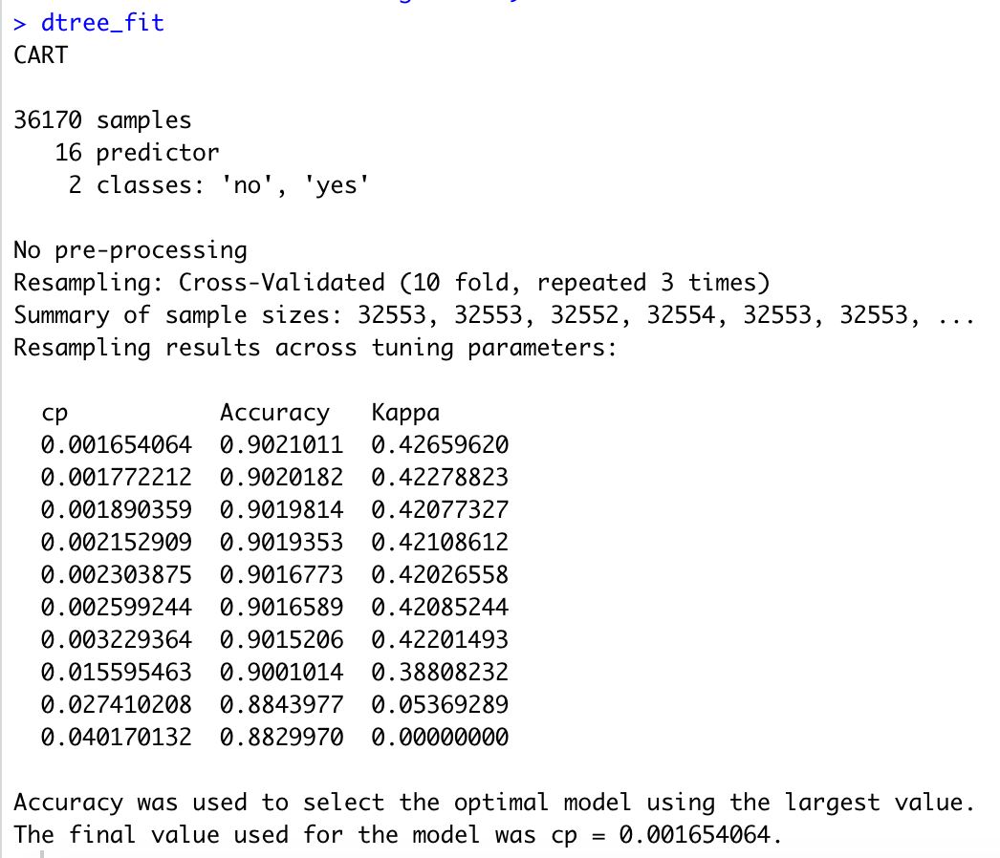 > dtree_fit
CART
36170 samples
16 predictor
2 classes: 'no', 'yes'
No pre-processing
Resampling: Cross-Validated (10 fold, repeated 3 times)
Summary of sample sizes: 32553, 32553, 32552, 32554, 32553, 32553, ...
Resampling results across tuning parameters:
cp Accuracy Kappa
0.001654064 0.9021011 0.42659620
0.001772212 0.9020182 0.42278823
0.001890359 0.9019814 0.42077327
0.002152909 0.9019353 0.42108612
0.002303875 0.9016773 0.42026558
0.002599244 0.9016589 0.42085244
0.003229364 0.9015206 0.42201493
0.015595463 0.9001014 0.38808232
0.027410208 0.8843977 0.05369289
0.040170132 0.8829970 0.00000000
Accuracy was used to select the optimal model using the largest value.
The final value used for the model was cp = 0.001654064.